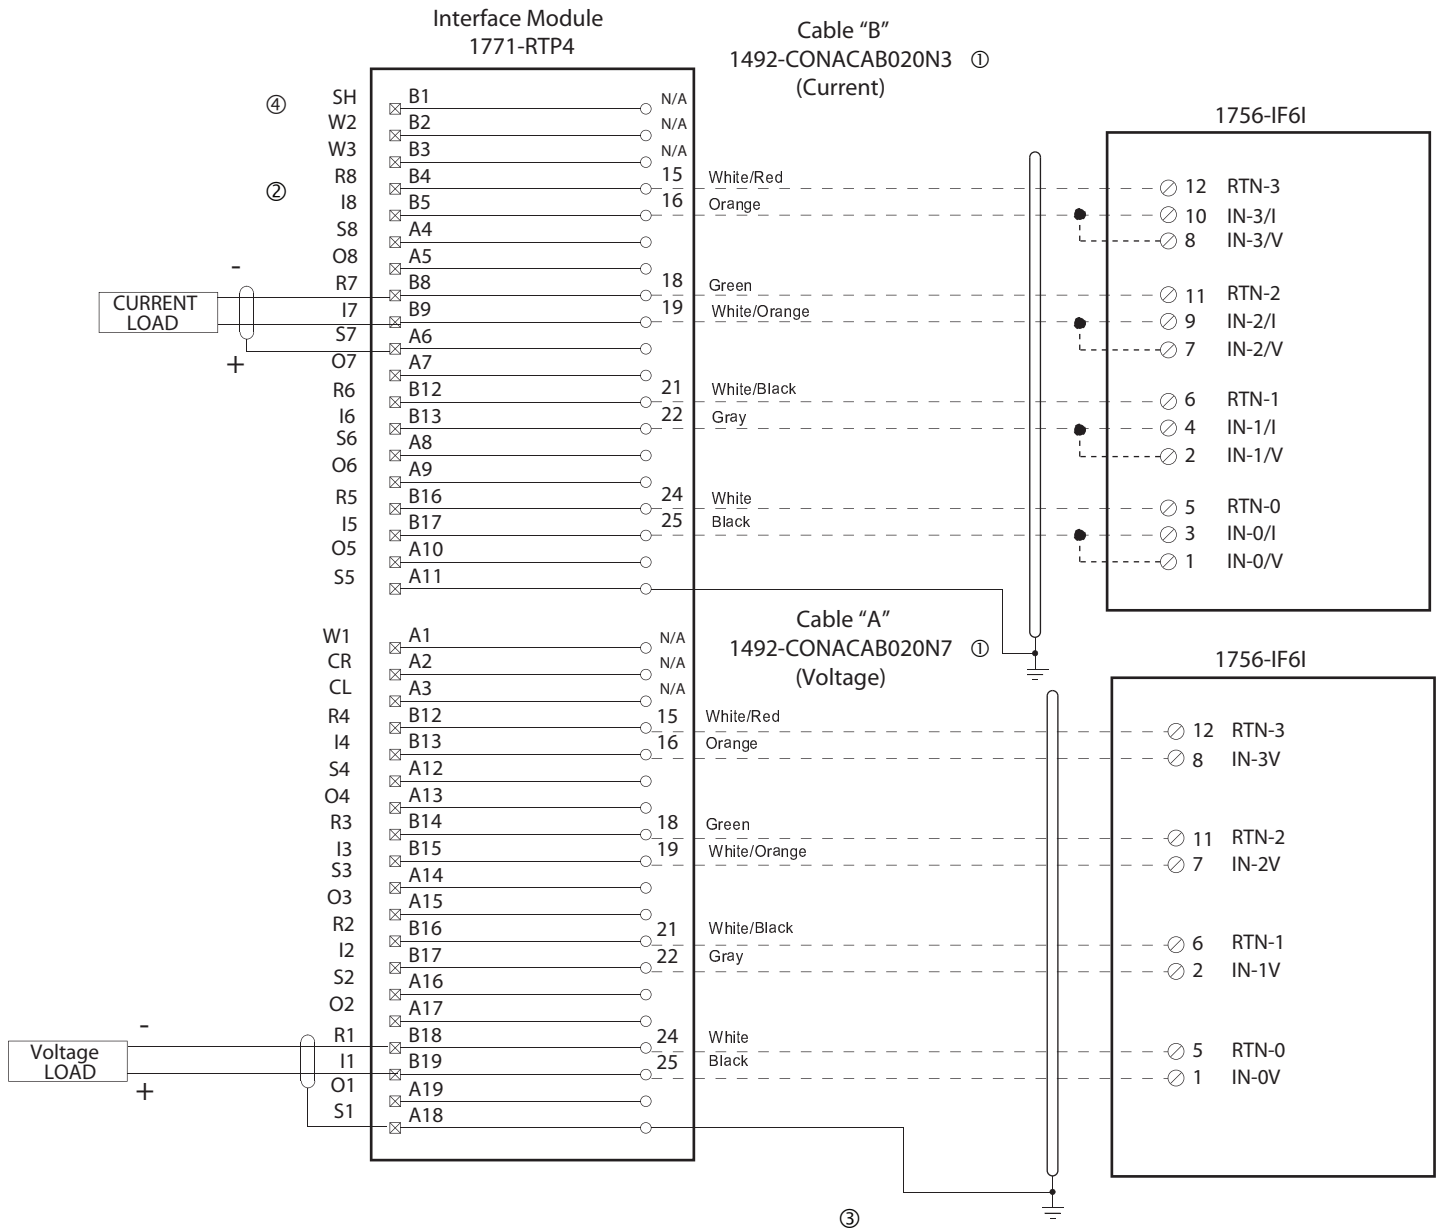 Interface Module
1771-RTP4
Cable “B”
1492-CONACAB020N3 ①
(Current)
1756-IF6I
④
SH B1 N/A
W2 B2 N/A
W3 B3 N/A
R8 B4 15 White/Red 12 RTN-3
②
I8 B5 16 Orange 10 IN-3/I
S8 A4 8 IN-3/V
O8 A5
-
R7 B8 18 Green 11 RTN-2
CURRENT
LOAD
I7 B9 19 White/Orange 9 IN-2/I
S7 A6 7 IN-2/V
+
O7 A7
R6 B12 21 White/Black 6 RTN-1
I6 B13 22 Gray 4 IN-1/I
S6 A8 2 IN-1/V
O6 A9
R5 B16 24 White 5 RTN-0
I5 B17 25 Black 3 IN-0/I
O5 A10 1 IN-0/V
S5 A11
Cable “A”
1492-CONACAB020N7 ①
(Voltage)
1756-IF6I
W1 A1 N/A
CR A2 N/A
CL A3 N/A
R4 B12 15 White/Red 12 RTN-3
I4 B13 16 Orange 8 IN-3V
S4 A12
O4 A13
R3 B14 18 Green 11 RTN-2
I3 B15 19 White/Orange 7 IN-2V
S3 A14
O3 A15
R2 B16 21 White/Black 6 RTN-1
I2 B17 22 Gray 2 IN-1V
S2 A16
O2 A17
-
R1 B18 24 White 5 RTN-0
Voltage
LOAD
I1 B19 25 Black 1 IN-0V
+
O1 A19
S1 A18
③